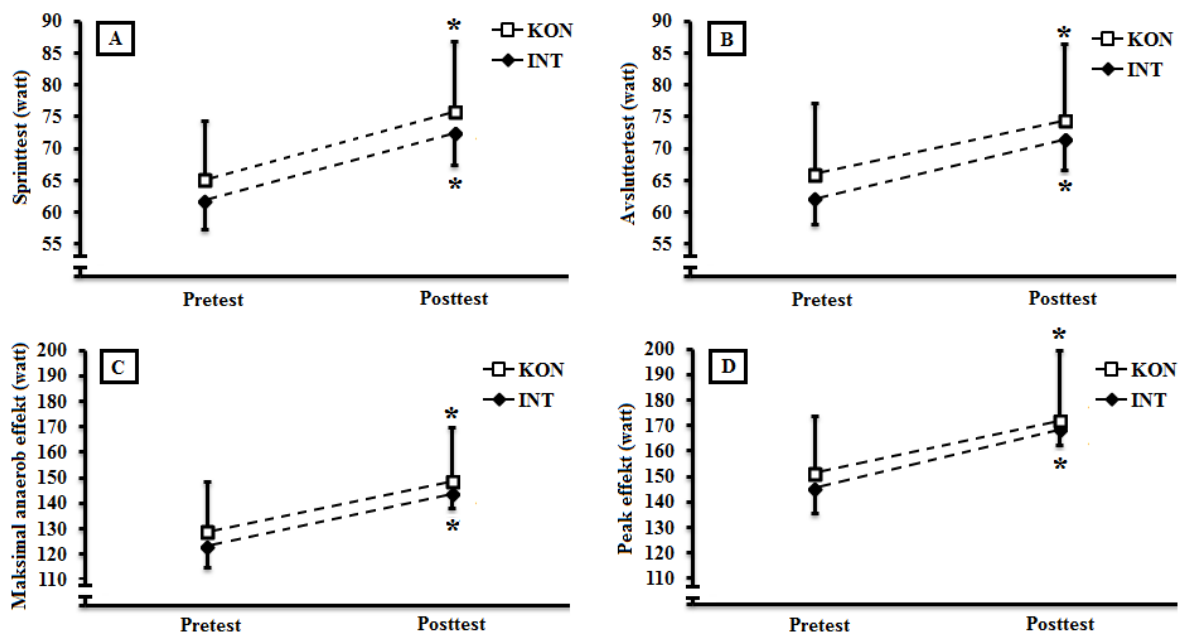 A
KON
INT
Sprinttest (watt)
90
85
80
75
70
65
60
55
*
*
Pretest
Posttest
B
KON
INT
Avsluttertest (watt)
90
85
80
75
70
65
60
55
*
*
Pretest
Posttest
C
KON
INT
Maksimal anaerob effekt (watt)
200
190
180
170
160
150
140
130
120
110
*
*
Pretest
Posttest
D
KON
INT
Peak effekt (watt)
200
190
180
170
160
150
140
130
120
110
*
*
Pretest
Posttest